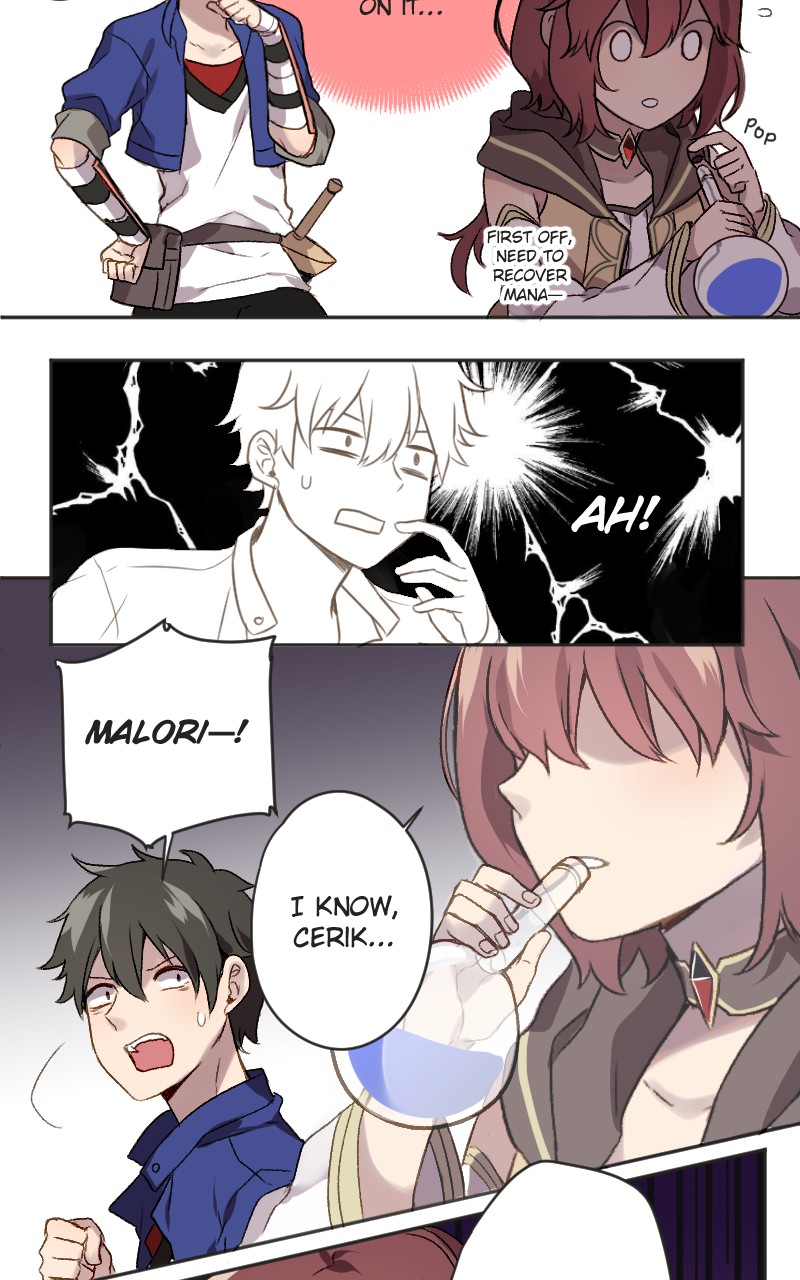 ON IT...
POP
FIRST OFF,
NEED TO
RECOVER
MANA—
AH!
MALORI—!
I KNOW,
CERIK...